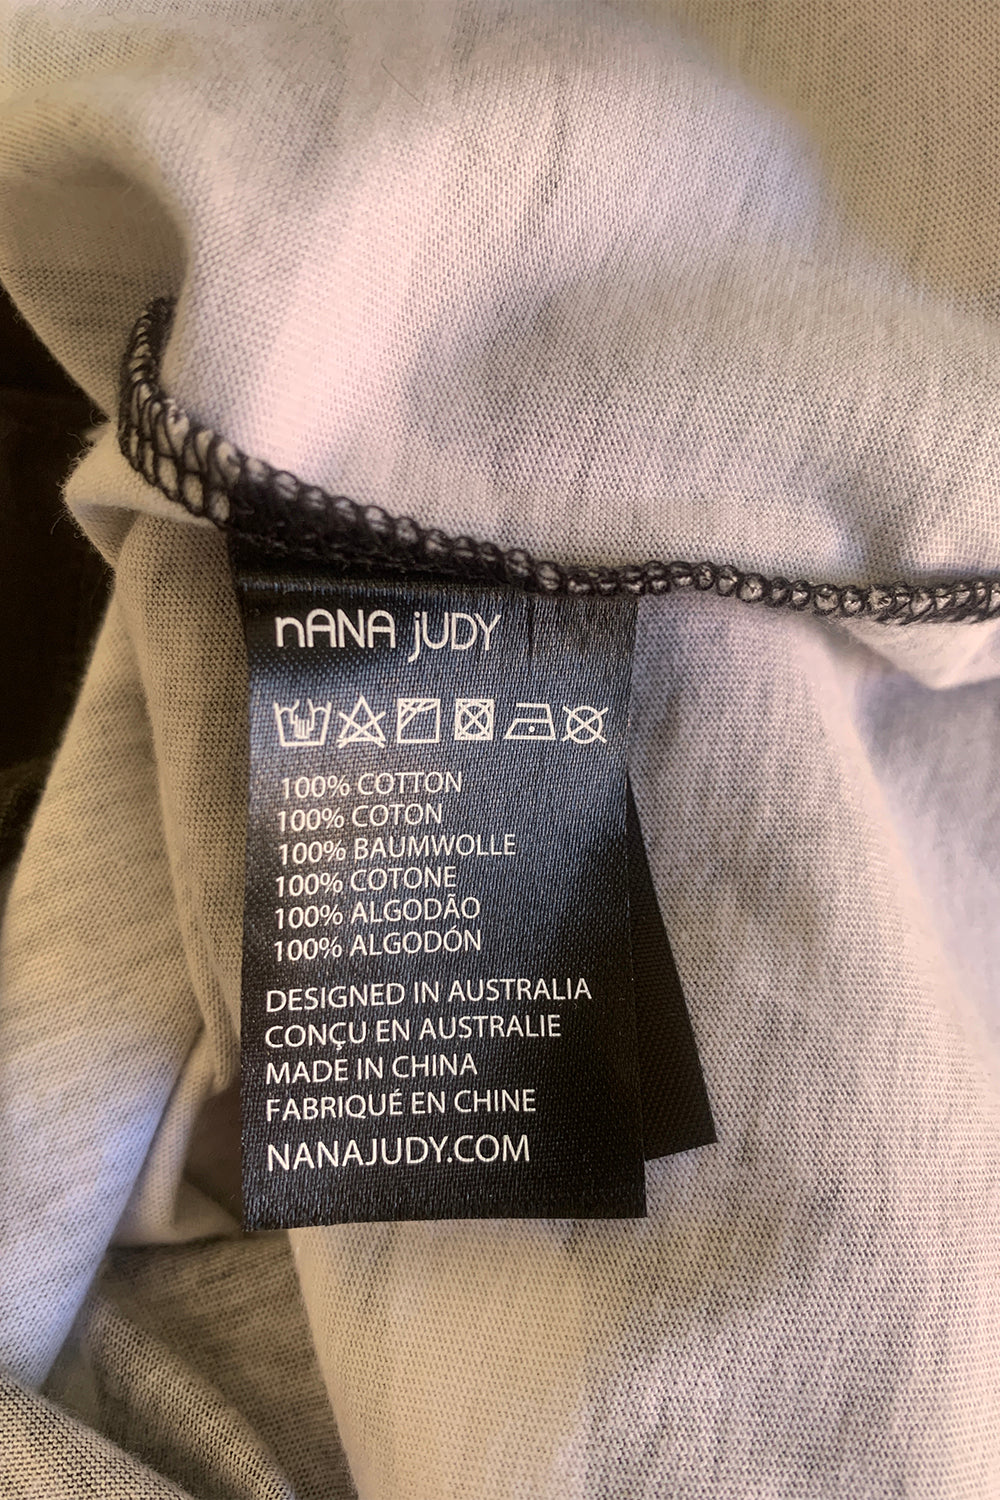 nANA jUDY
100% COTTON
100% COTON
100% BAUMWOLLE
100% COTONE
100% ALGODÃO
100% ALGODÓN
DESIGNED IN AUSTRALIA
CONÇU EN AUSTRALIE
MADE IN CHINA
FABRIQUÉ EN CHINE
NANAJUDY.COM